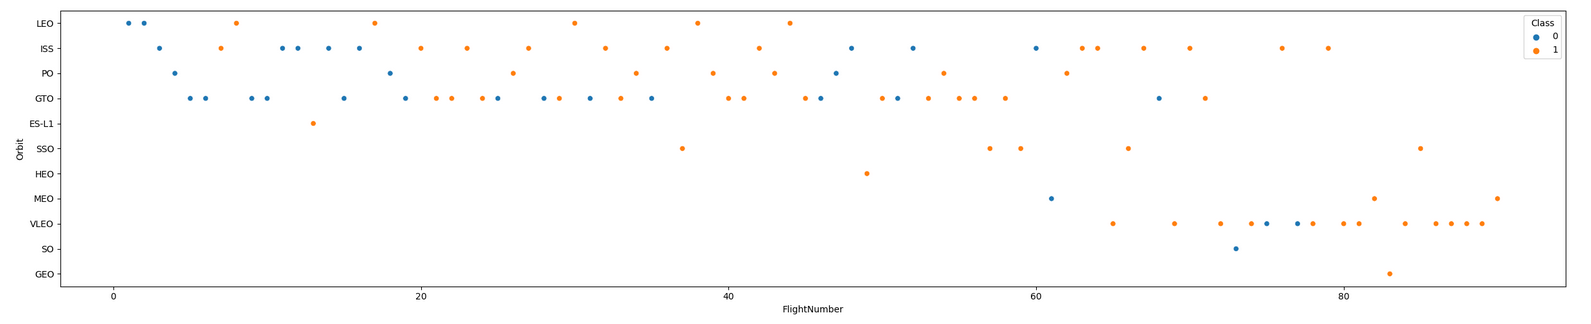 LEO
ISS
PO
GTO
ES-L1
SSO
HEO
MEO
VLEO
SO
GEO
Orbit
0 20 40 60 80
FlightNumber
Class
0
1